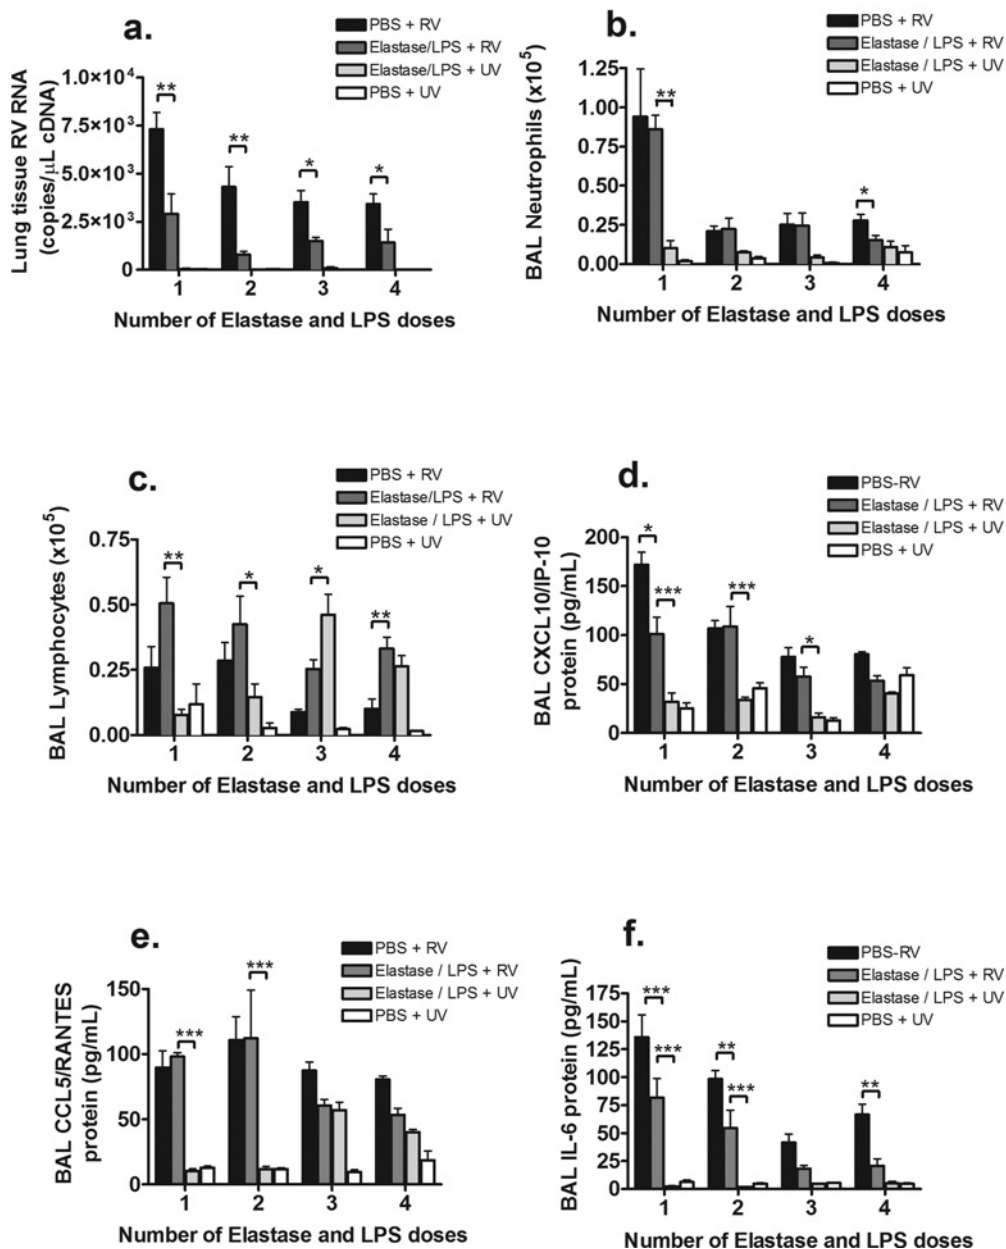 a.
PBS + RV
Elastase/LPS + RV
Elastase/LPS + UV
PBS + UV
Lung tissue RV RNA
(copies/µL cDNA)
1.0×10⁴
7.5×10³
5.0×10³
2.5×10³
0
** ** * *
1 2 3 4
Number of Elastase and LPS doses
b.
PBS + RV
Elastase / LPS + RV
Elastase / LPS + UV
PBS + UV
BAL Neutrophils (x10⁵)
1.25
1.00
0.75
0.50
0.25
0.00
** *
1 2 3 4
Number of Elastase and LPS doses
c.
PBS + RV
Elastase/LPS + RV
Elastase / LPS + UV
PBS + UV
BAL Lymphocytes (x10⁵)
0.75
0.50
0.25
0.00
** * * **
1 2 3 4
Number of Elastase and LPS doses
d.
PBS-RV
Elastase / LPS + RV
Elastase / LPS + UV
PBS + UV
BAL CXCL10/IP-10
protein (pg/mL)
200
150
100
50
0
* *** *** *
1 2 3 4
Number of Elastase and LPS doses
e.
PBS + RV
Elastase / LPS + RV
Elastase / LPS + UV
PBS + UV
BAL CCL5/RANTES
protein (pg/mL)
150
100
50
0
*** ***
1 2 3 4
Number of Elastase and LPS doses
f.
PBS-RV
Elastase / LPS + RV
Elastase / LPS + UV
PBS + UV
BAL IL-6 protein (pg/mL)
175
150
125
100
75
50
25
0
*** *** ** *** **
1 2 3 4
Number of Elastase and LPS doses